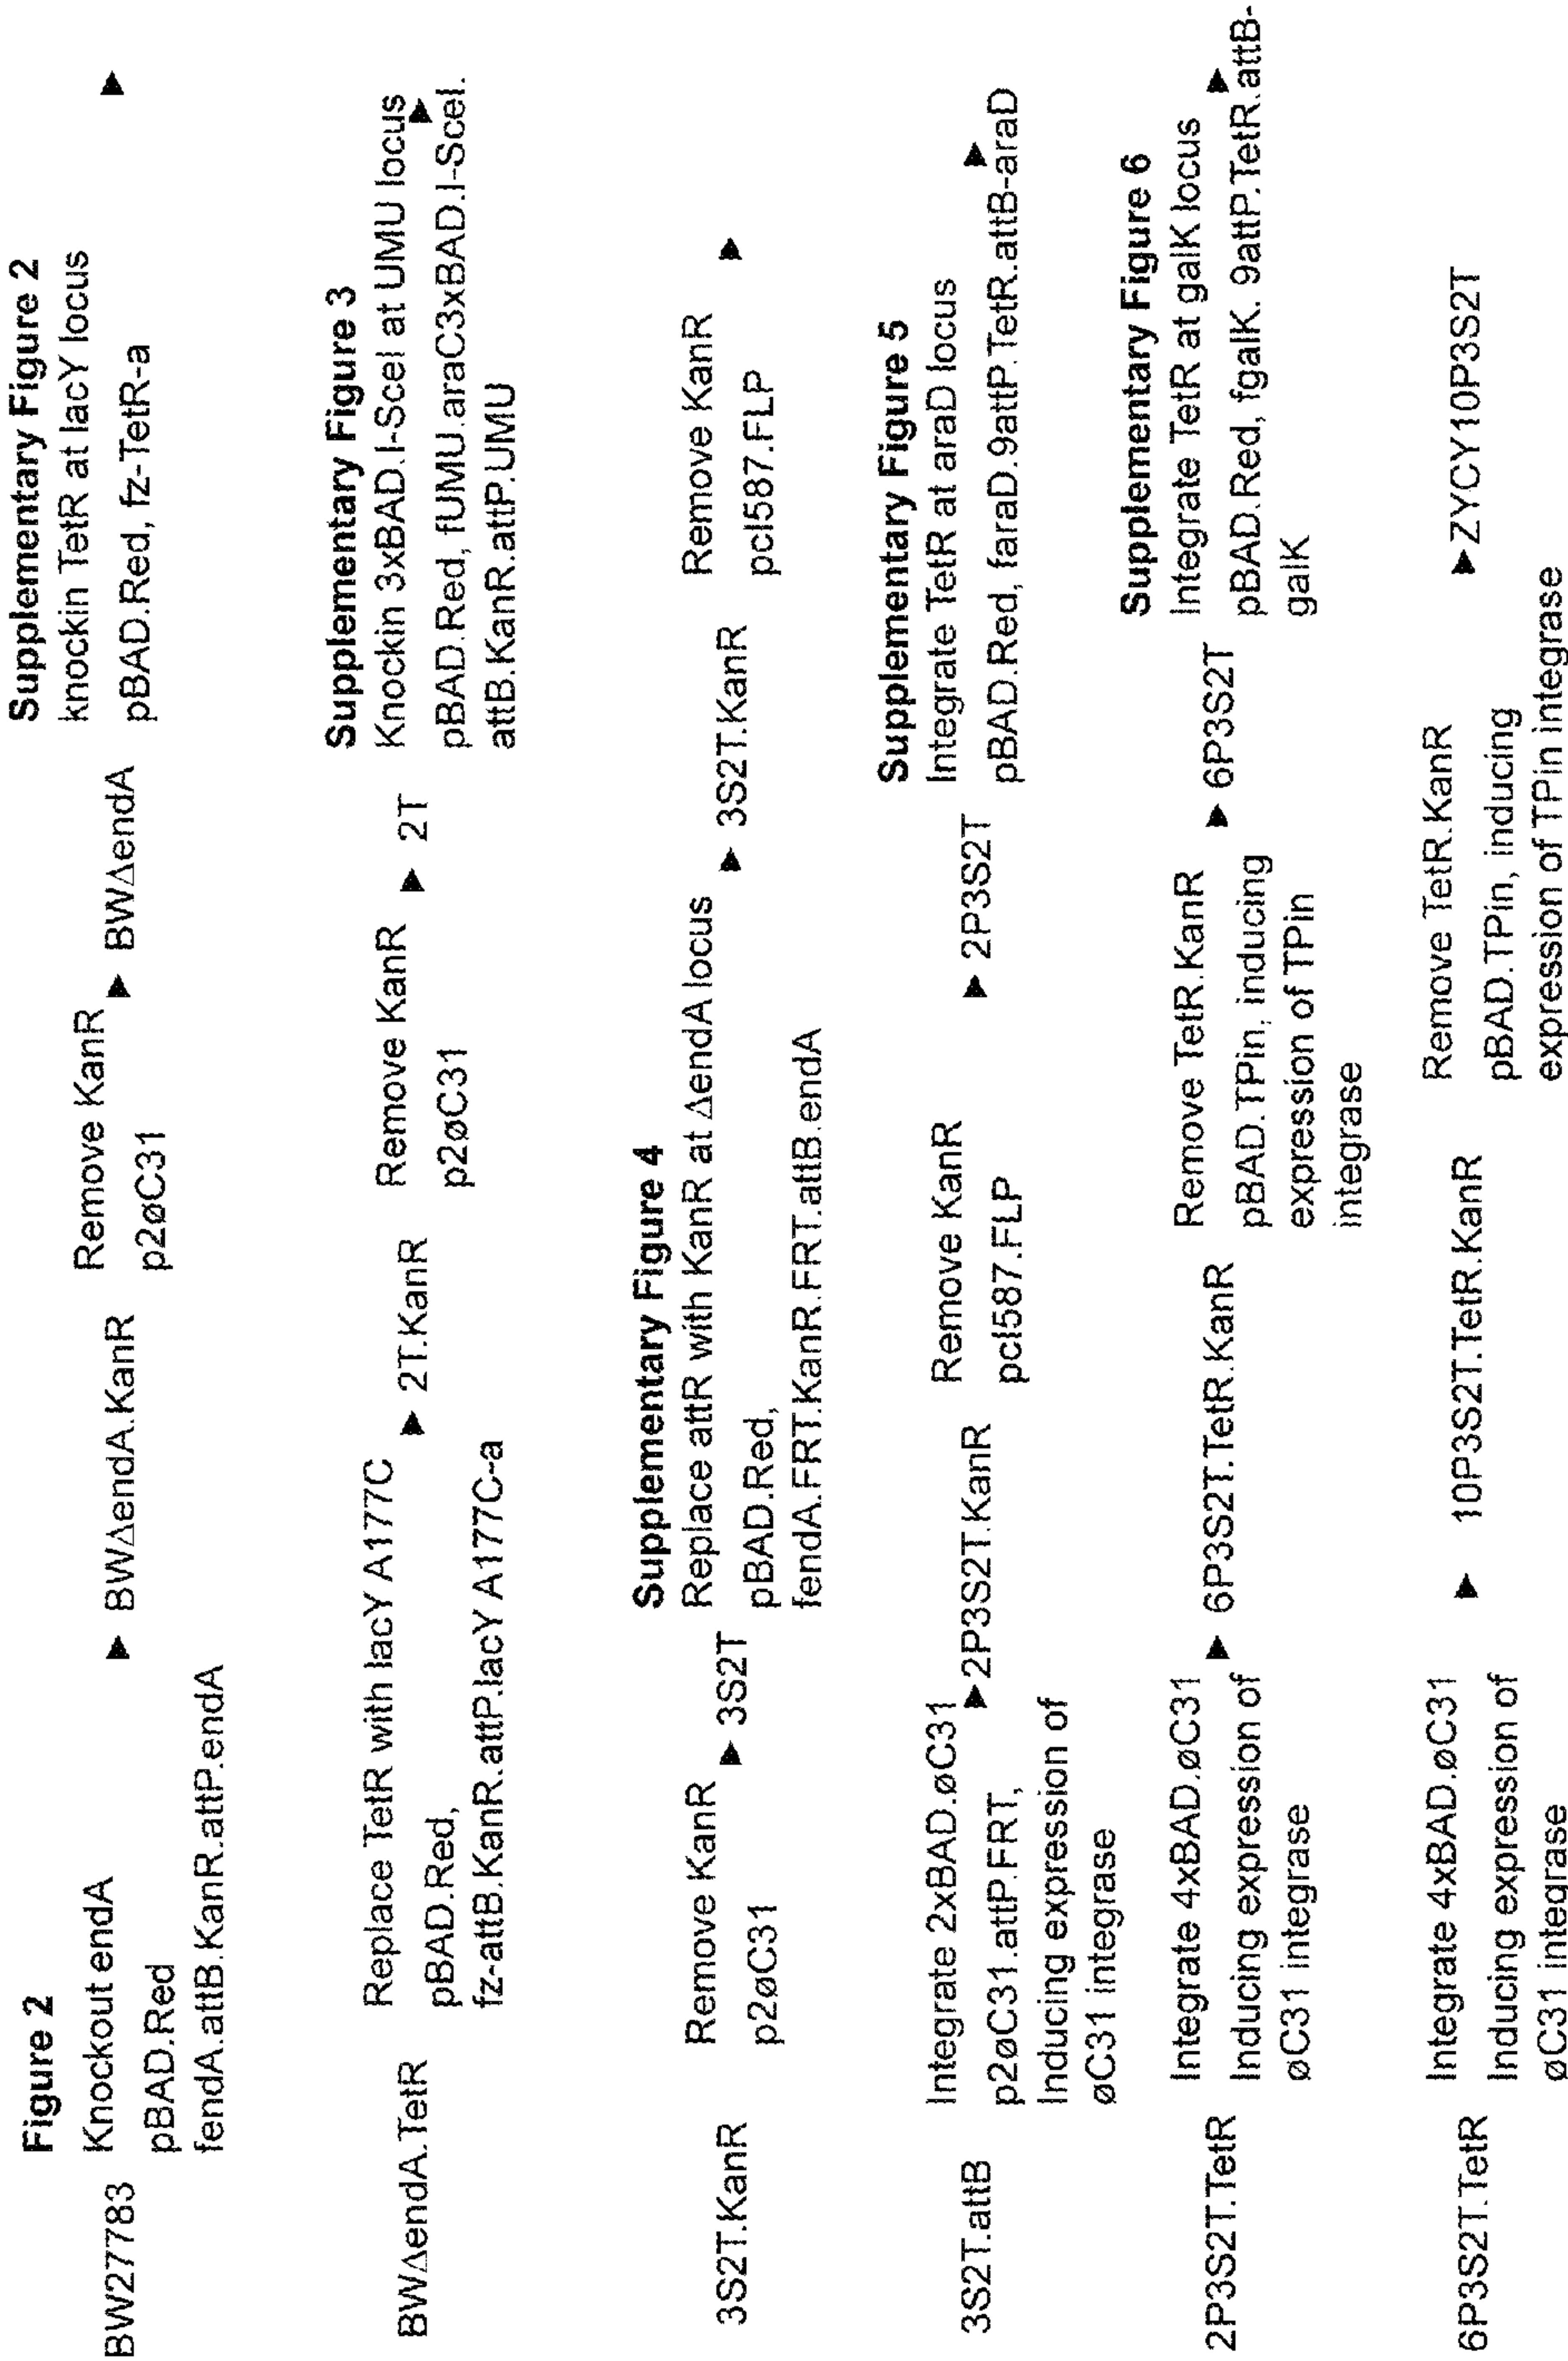 Figure 2
BW27783
Knockout endA
pBAD.Red
fendA.attB.KanR.attP.endA
▶ BWΔendA.KanR
Remove KanR
p2øC31
▶ BWΔendA
Supplementary Figure 2
knockin TetR at lacY locus
pBAD.Red, fz-TetR-a
▶
BWΔendA.TetR
Replace TetR with lacY A177C
pBAD.Red,
fz-attB.KanR.attP.lacY A177C-a
▶ 2T.KanR
Remove KanR
p2øC31
▶ 2T
Supplementary Figure 3
Knockin 3xBAD.I-SceI at UMU locus
pBAD.Red, fUMU.araC3xBAD.I-SceI.
attB.KanR.attP.UMU
▶
3S2T.KanR
Remove KanR
p2øC31
▶ 3S2T
Supplementary Figure 4
Replace attR with KanR at ΔendA locus
pBAD.Red,
fendA.FRT.KanR.FRT.attB.endA
▶ 3S2T.KanR
Remove KanR
pcI587.FLP
▶
3S2T.attB
Integrate 2xBAD.øC31
p2øC31.attP.FRT,
Inducing expression of
øC31 integrase
▶2P3S2T.KanR
Remove KanR
pcI587.FLP
▶ 2P3S2T
Supplementary Figure 5
Integrate TetR at araD locus
pBAD.Red, faraD.9attP.TetR.attB-araD
▶
2P3S2T.TetR
Integrate 4xBAD.øC31
Inducing expression of
øC31 integrase
▶ 6P3S2T.TetR.KanR
Remove TetR.KanR
pBAD.TPin, inducing
expression of TPin
integrase
▶ 6P3S2T
Supplementary Figure 6
Integrate TetR at galK locus
pBAD.Red, fgalK. 9attP.TetR.attB-
galK
▶
6P3S2T.TetR
Integrate 4xBAD.øC31
Inducing expression of
øC31 integrase
▶ 10P3S2T.TetR.KanR
Remove TetR.KanR
pBAD.TPin, inducing
expression of TPin integrase
▶ZYCY10P3S2T